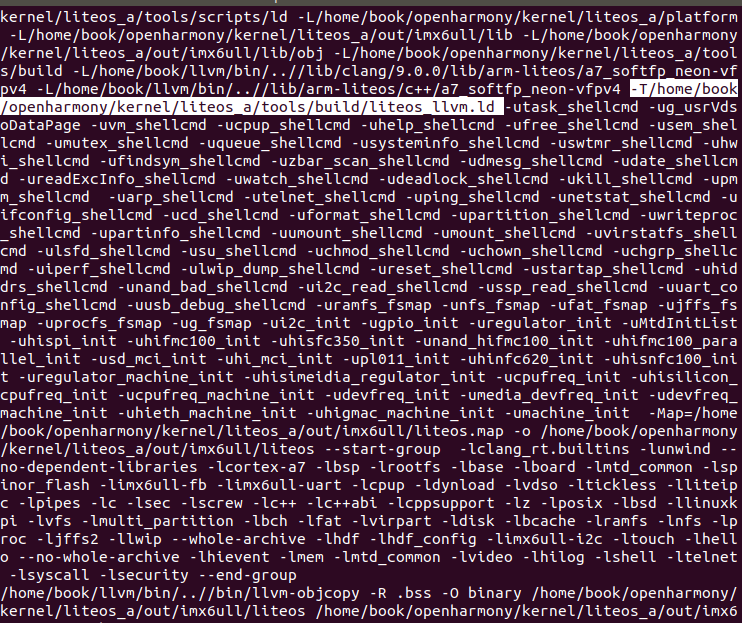 kernel/liteos_a/tools/scripts/ld -L/home/book/openharmony/kernel/liteos_a/platform
 -L/home/book/openharmony/kernel/liteos_a/out/imx6ull/lib -L/home/book/openharmony
/kernel/liteos_a/out/imx6ull/lib/obj -L/home/book/openharmony/kernel/liteos_a/tool
s/build -L/home/book/llvm/bin/..//lib/clang/9.0.0/lib/arm-liteos/a7_softfp_neon-vf
pv4 -L/home/book/llvm/bin/..//lib/arm-liteos/c++/a7_softfp_neon-vfpv4 -T/home/book
/openharmony/kernel/liteos_a/tools/build/liteos_llvm.ld -utask_shellcmd -ug_usrVds
oDataPage -uvm_shellcmd -ucpup_shellcmd -uhelp_shellcmd -ufree_shellcmd -usem_shel
lcmd -umutex_shellcmd -uqueue_shellcmd -usysteminfo_shellcmd -uswtmr_shellcmd -uhw
i_shellcmd -ufindsym_shellcmd -uzbar_scan_shellcmd -udmesg_shellcmd -udate_shellcm
d -ureadExcInfo_shellcmd -uwatch_shellcmd -udeadlock_shellcmd -ukill_shellcmd -upm
m_shellcmd  -uarp_shellcmd -utelnet_shellcmd -uping_shellcmd -unetstat_shellcmd -u
ifconfig_shellcmd -ucd_shellcmd -uformat_shellcmd -upartition_shellcmd -uwriteproc
_shellcmd -upartinfo_shellcmd -uumount_shellcmd -umount_shellcmd -uvirstatfs_shell
cmd -ulsfd_shellcmd -usu_shellcmd -uchmod_shellcmd -uchown_shellcmd -uchgrp_shellc
md -uiperf_shellcmd -ulwip_dump_shellcmd -ureset_shellcmd -ustartap_shellcmd -uhid
drs_shellcmd -unand_bad_shellcmd -ui2c_read_shellcmd -ussp_read_shellcmd -uuart_co
nfig_shellcmd -uusb_debug_shellcmd -uramfs_fsmap -unfs_fsmap -ufat_fsmap -ujffs_fs
map -uprocfs_fsmap -ug_fsmap -ui2c_init -ugpio_init -uregulator_init -uMtdInitList
 -uhispi_init -uhifmc100_init -uhisfc350_init -unand_hifmc100_init -uhifmc100_para
llel_init -usd_mci_init -uhi_mci_init -upl011_init -uhinfc620_init -uhisnfc100_ini
t -uregulator_machine_init -uhisimeidia_regulator_init -ucpufreq_init -uhisilicon_
cpufreq_init -ucpufreq_machine_init -udevfreq_init -umedia_devfreq_init -udevfreq_
machine_init -uhieth_machine_init -uhigmac_machine_init -umachine_init  -Map=/home
/book/openharmony/kernel/liteos_a/out/imx6ull/liteos.map -o /home/book/openharmony
/kernel/liteos_a/out/imx6ull/liteos --start-group  -lclang_rt.builtins -lunwind --
no-dependent-libraries -lcortex-a7 -lbsp -lrootfs -lbase -lboard -lmtd_common -lsp
inor_flash -limx6ull-fb -limx6ull-uart -lcpup -ldynload -lvdso -ltickless -lliteip
c -lpipes -lc -lsec -lscrew -lc++ -lc++abi -lcppsupport -lz -lposix -lbsd -llinuxk
pi -lvfs -lmulti_partition -lbch -lfat -lvirpart -ldisk -lbcache -lramfs -lnfs -lp
roc -ljffs2 -llwip --whole-archive -lhdf -lhdf_config -limx6ull-i2c -ltouch -lhell
o --no-whole-archive -lhievent -lmem -lmtd_common -lvideo -lhilog -lshell -ltelnet
 -lsyscall -lsecurity --end-group
/home/book/llvm/bin/..//bin/llvm-objcopy -R .bss -O binary /home/book/openharmony/
kernel/liteos_a/out/imx6ull/liteos /home/book/openharmony/kernel/liteos_a/out/imx6